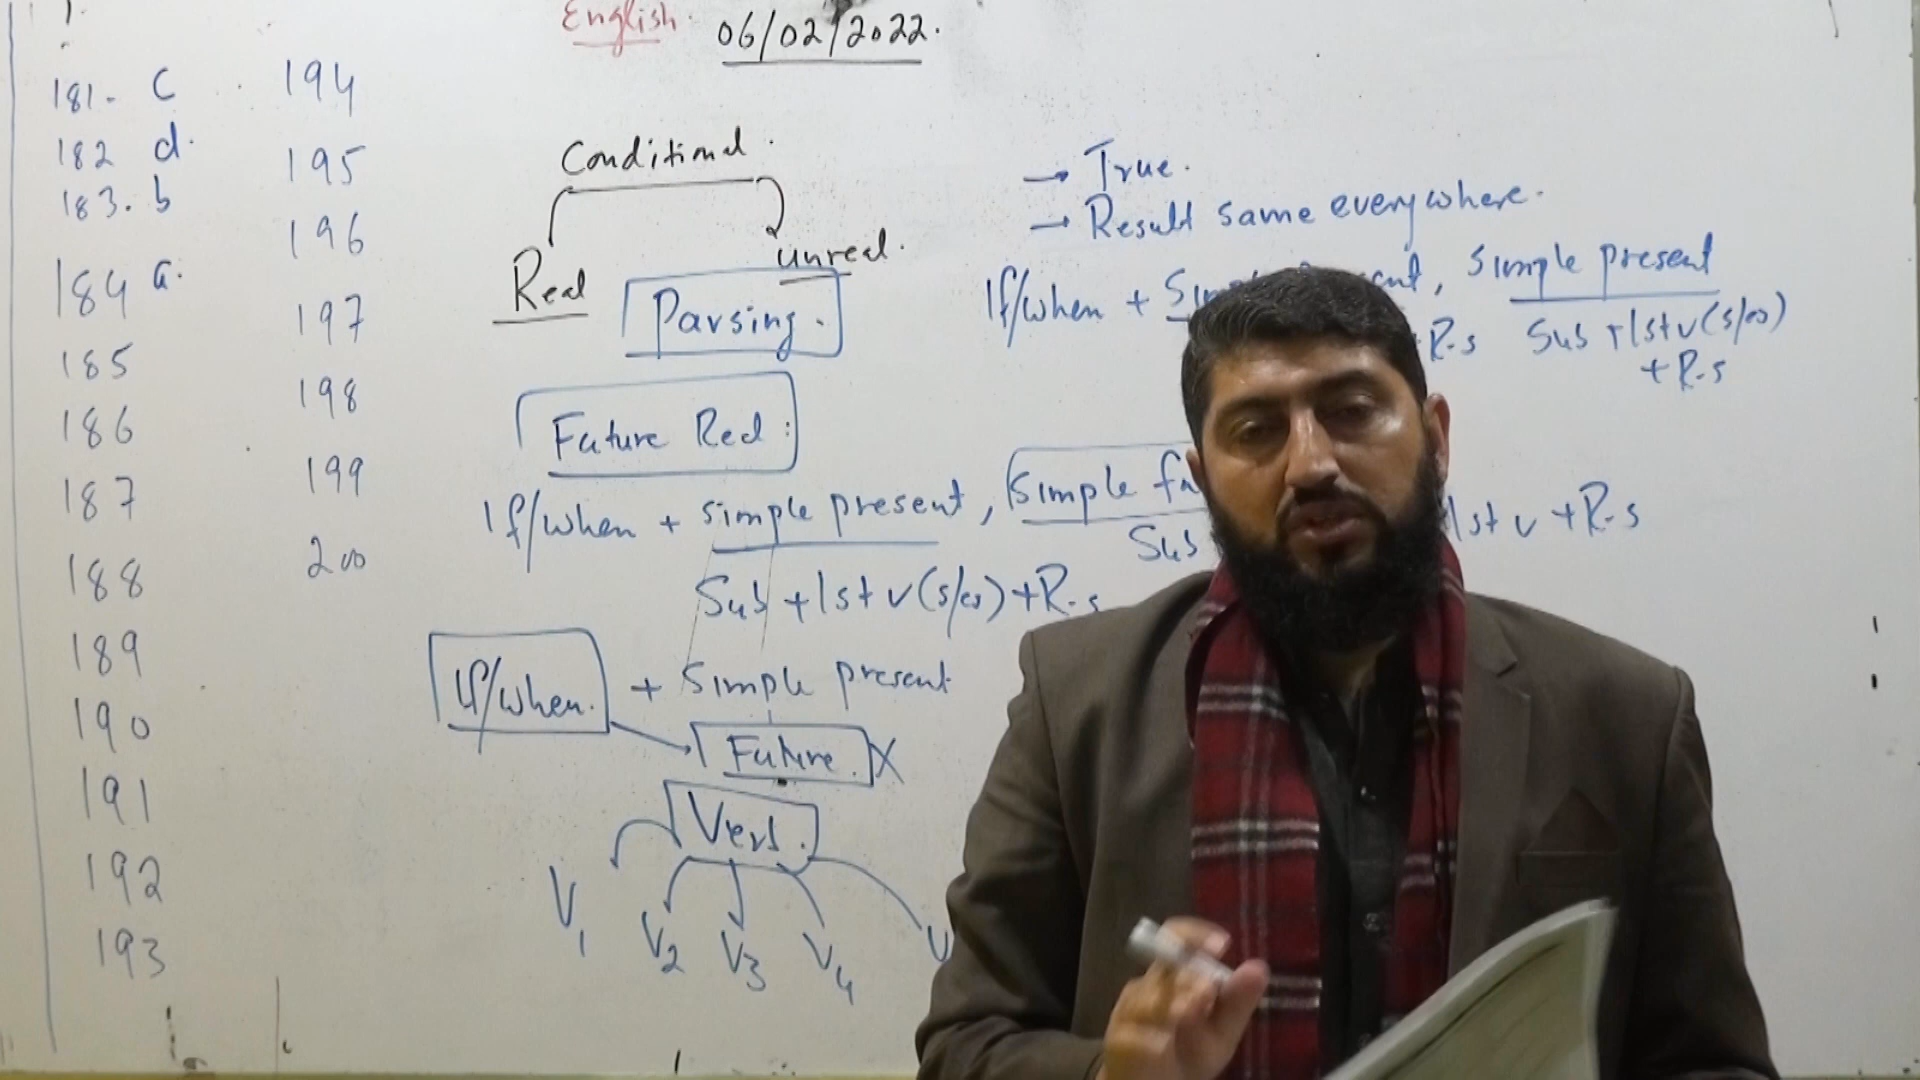 English. 06/02/2022.
181- c
182 d.
183. b
184 a.
185
186
187
188
189
190
191
192
193
194
195
196
197
198
199
200
Conditional.
Real
unreal.
Parsing.
→ True.
→ Result same everywhere.
If/when + , simple present
R.s Sub + 1st v (s/es)
+ R.s
Future Real:
If/when + simple present, Simple
Sub 1st v + R.s
Sub + 1st v (s/es) + R.s
If/when. + Simple present
Future. X
Verb.
V1
V2
V3
V4